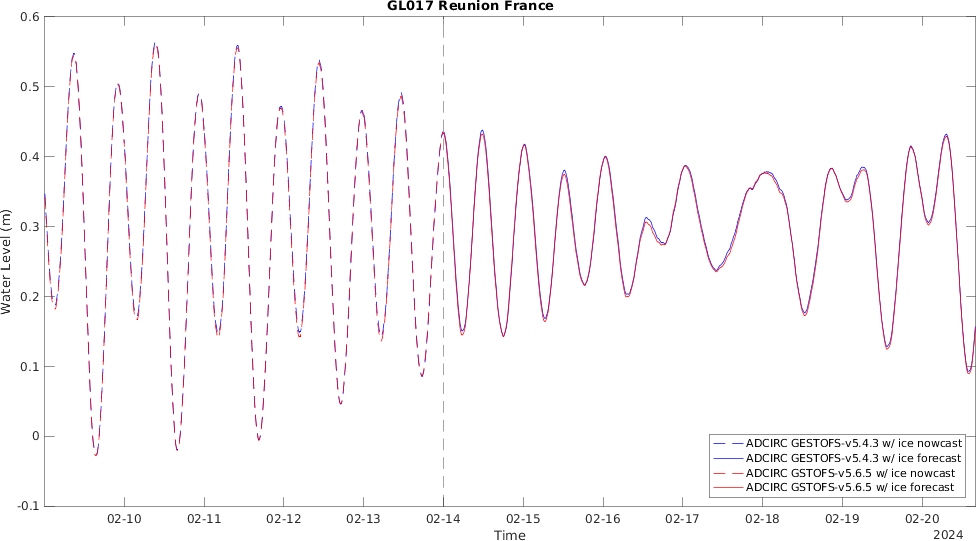 GL017 Reunion France
0.6
0.5
0.4
0.3
0.2
0.1
0
-0.1
Water Level (m)
ADCIRC GESTOFS-v5.4.3 w/ ice nowcast
ADCIRC GESTOFS-v5.4.3 w/ ice forecast
ADCIRC GSTOFS-v5.6.5 w/ ice nowcast
ADCIRC GSTOFS-v5.6.5 w/ ice forecast
02-10 02-11 02-12 02-13 02-14 02-15 02-16 02-17 02-18 02-19 02-20
Time
2024